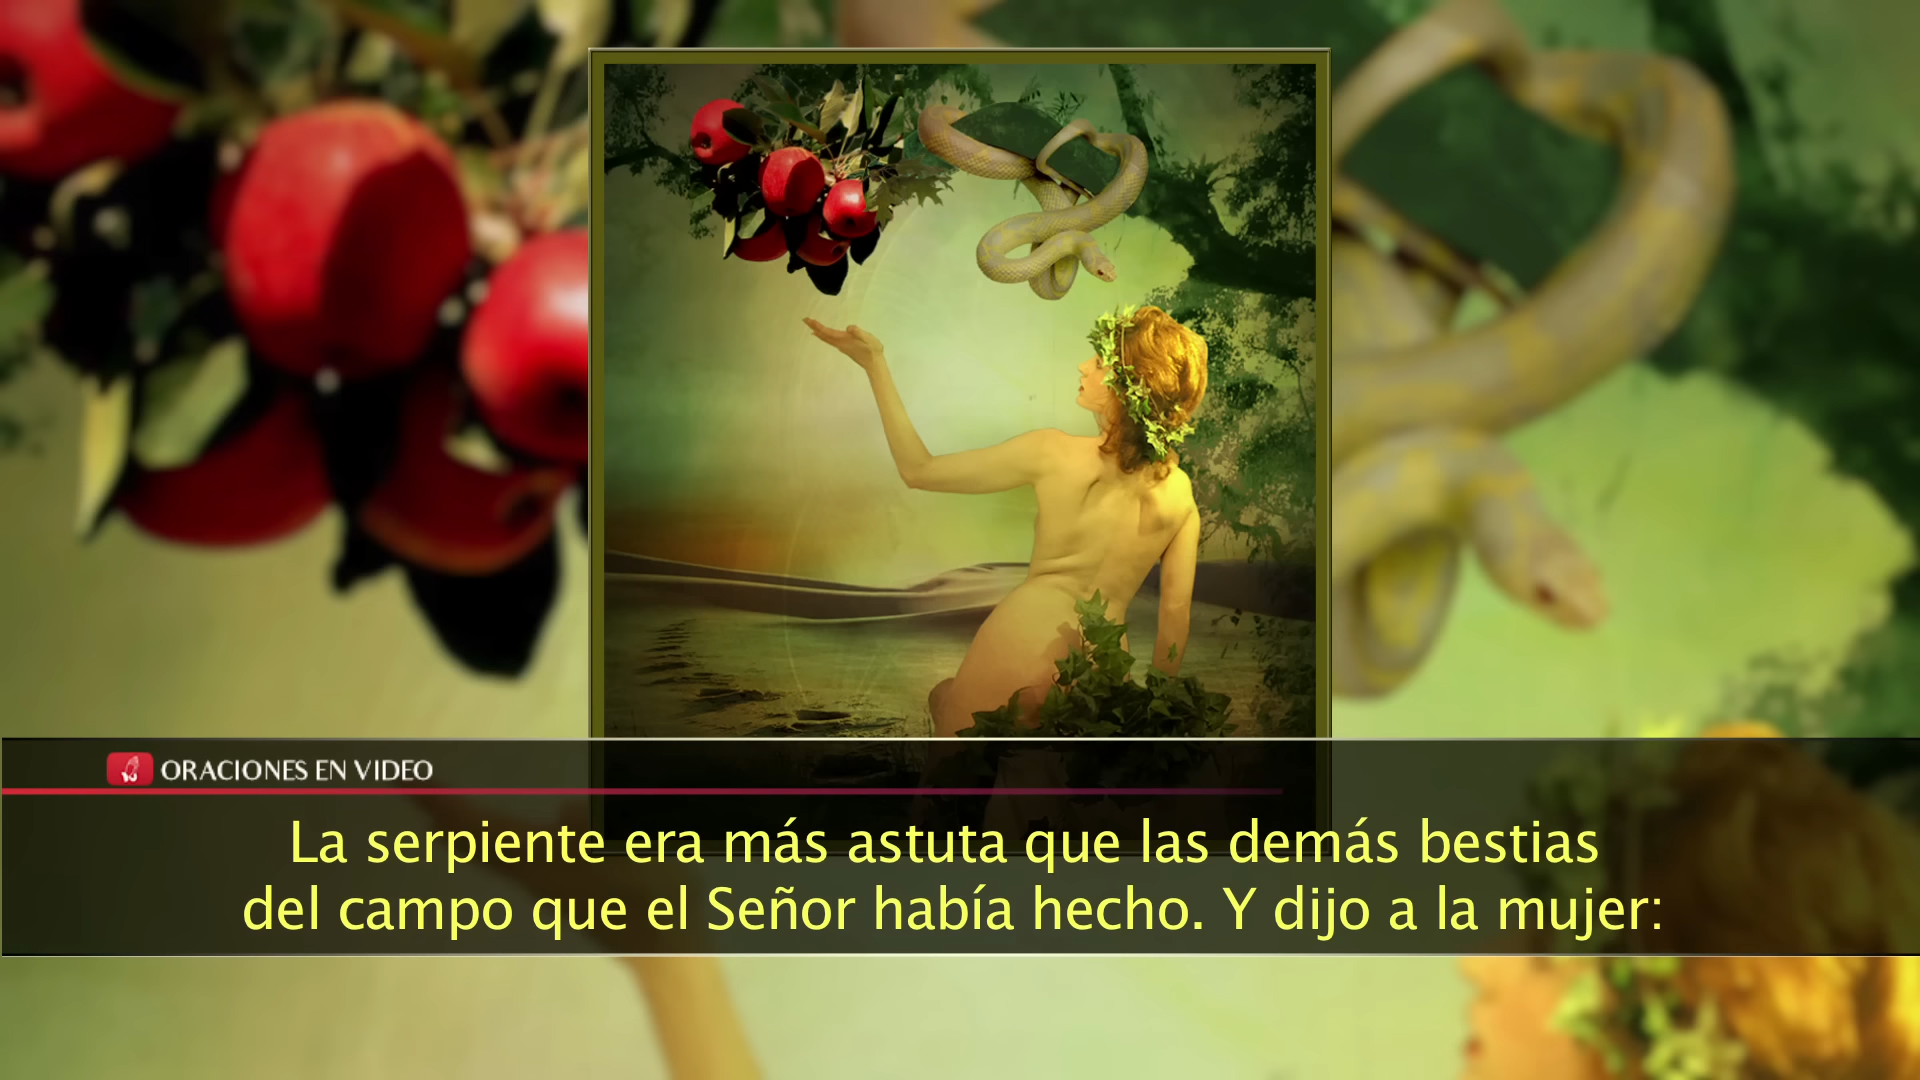 ORACIONES EN VIDEO
La serpiente era más astuta que las demás bestias
del campo que el Señor había hecho. Y dijo a la mujer: